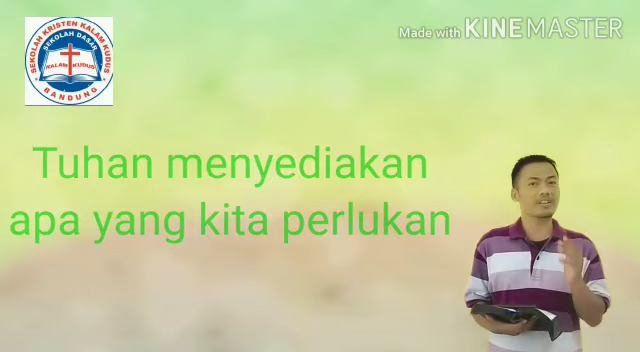 SEKOLAH KRISTEN KALAM KUDUS
SEKOLAH DASAR
KALAM KUDUS
BANDUNG
Made with KINEMASTER
Tuhan menyediakan
apa yang kita perlukan